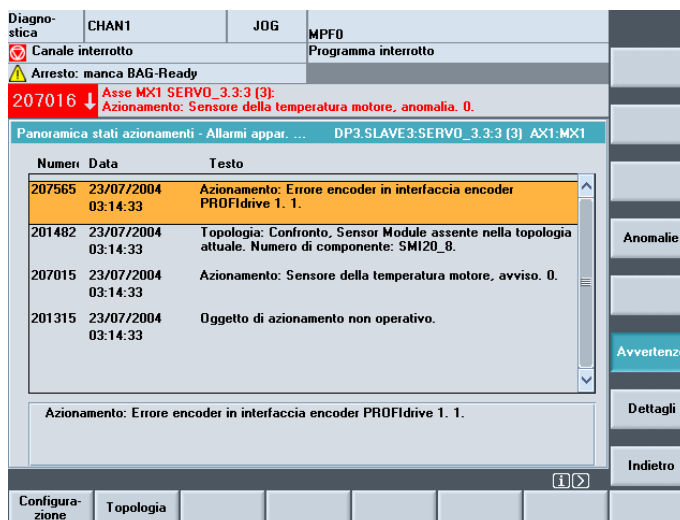 Diagno-
stica
CHAN1
JOG
MPF0
Canale interrotto
Programma interrotto
Arresto: manca BAG-Ready
207016
Asse MX1 SERVO_3.3:3 (3):
Azionamento: Sensore della temperatura motore, anomalia. 0.
Panoramica stati azionamenti - Allarmi appar. ...
DP3.SLAVE3:SERVO_3.3:3 (3) AX1:MX1
Numero Data Testo
207565 23/07/2004 Azionamento: Errore encoder in interfaccia encoder
03:14:33 PROFIdrive 1. 1.
201482 23/07/2004 Topologia: Confronto, Sensor Module assente nella topologia
03:14:33 attuale. Numero di componente: SMI20_8.
207015 23/07/2004 Azionamento: Sensore della temperatura motore, avviso. 0.
03:14:33
201315 23/07/2004 Oggetto di azionamento non operativo.
03:14:33
Azionamento: Errore encoder in interfaccia encoder PROFIdrive 1. 1.
Anomalie
Avvertenze
Dettagli
Indietro
Configura-
zione
Topologia